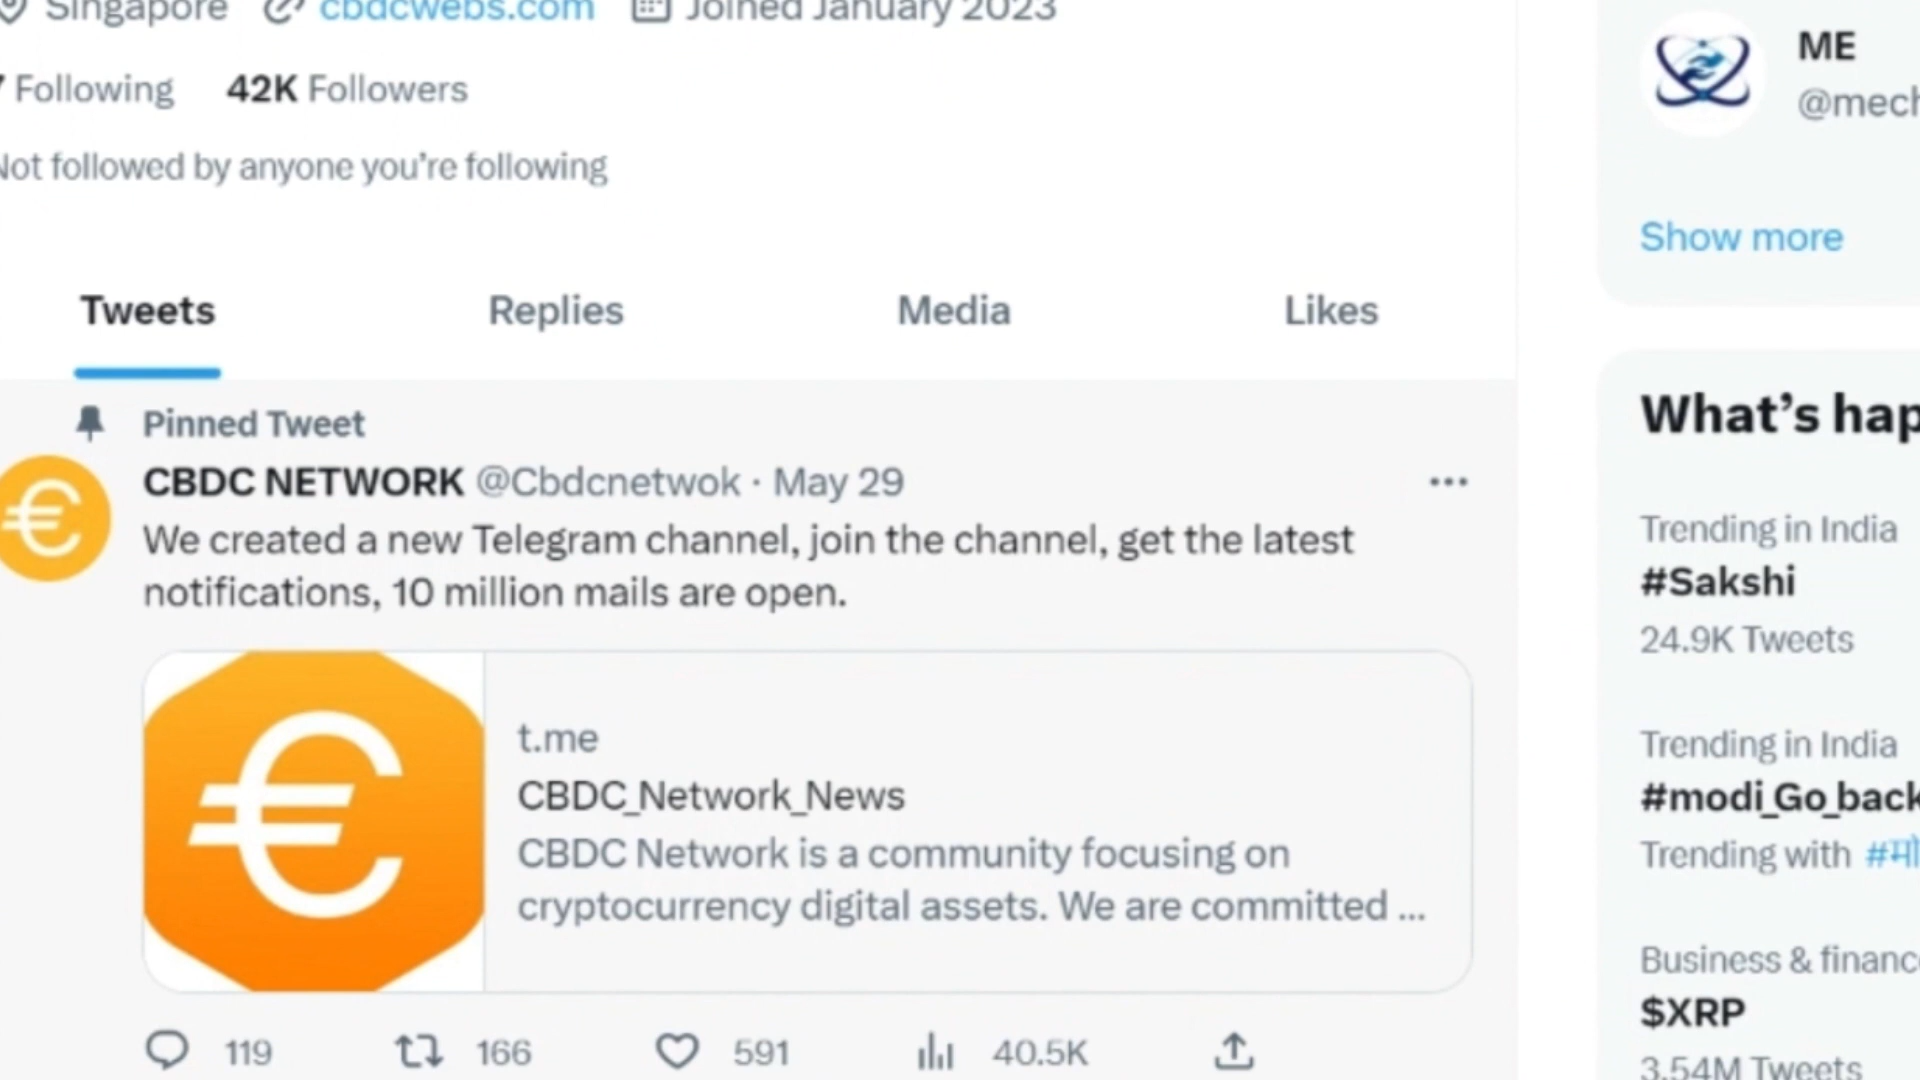 Singapore cbdcwebs.com Joined January 2023
Following 42K Followers
Not followed by anyone you're following
Tweets Replies Media Likes
Pinned Tweet
CBDC NETWORK @Cbdcnetwok · May 29
We created a new Telegram channel, join the channel, get the latest
notifications, 10 million mails are open.
t.me
CBDC_Network_News
CBDC Network is a community focusing on
cryptocurrency digital assets. We are committed ...
119 166 591 40.5K
ME
@mech
Show more
What's hap
Trending in India
#Sakshi
24.9K Tweets
Trending in India
#modi_Go_back
Trending with #मो
Business & financ
$XRP
3.54M Tweets